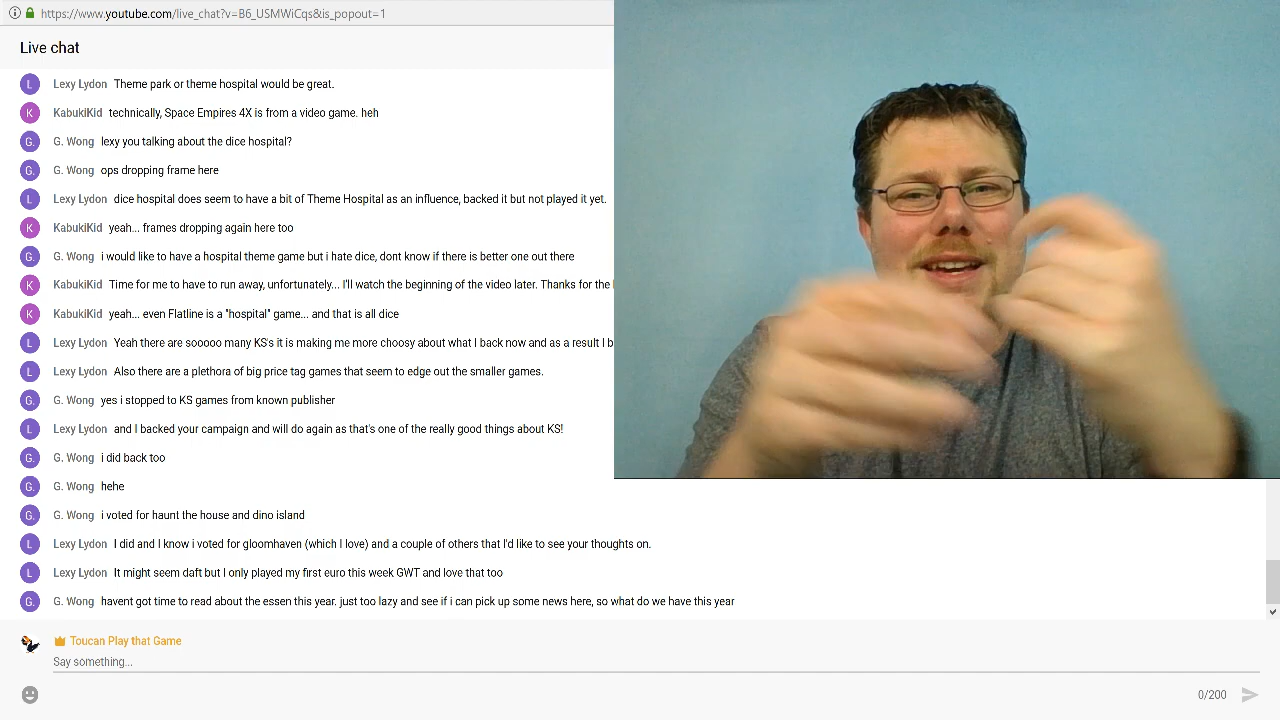 https://www.youtube.com/live_chat?v=B6_USMWiCqs&is_popout=1
Live chat
L Lexy Lydon Theme park or theme hospital would be great.
K KabukiKid technically, Space Empires 4X is from a video game. heh
G. G. Wong lexy you talking about the dice hospital?
G. G. Wong ops dropping frame here
L Lexy Lydon dice hospital does seem to have a bit of Theme Hospital as an influence, backed it but not played it yet.
K KabukiKid yeah... frames dropping again here too
G. G. Wong i would like to have a hospital theme game but i hate dice, dont know if there is better one out there
K KabukiKid Time for me to have to run away, unfortunately... I'll watch the beginning of the video later. Thanks for the
K KabukiKid yeah... even Flatline is a "hospital" game... and that is all dice
L Lexy Lydon Yeah there are sooooo many KS's it is making me more choosy about what I back now and as a result I b
L Lexy Lydon Also there are a plethora of big price tag games that seem to edge out the smaller games.
G. G. Wong yes i stopped to KS games from known publisher
L Lexy Lydon and I backed your campaign and will do again as that's one of the really good things about KS!
G. G. Wong i did back too
G. G. Wong hehe
G. G. Wong i voted for haunt the house and dino island
L Lexy Lydon I did and I know i voted for gloomhaven (which I love) and a couple of others that I'd like to see your thoughts on.
L Lexy Lydon It might seem daft but I only played my first euro this week GWT and love that too
G. G. Wong havent got time to read about the essen this year. just too lazy and see if i can pick up some news here, so what do we have this year
Toucan Play that Game
Say something...
0/200